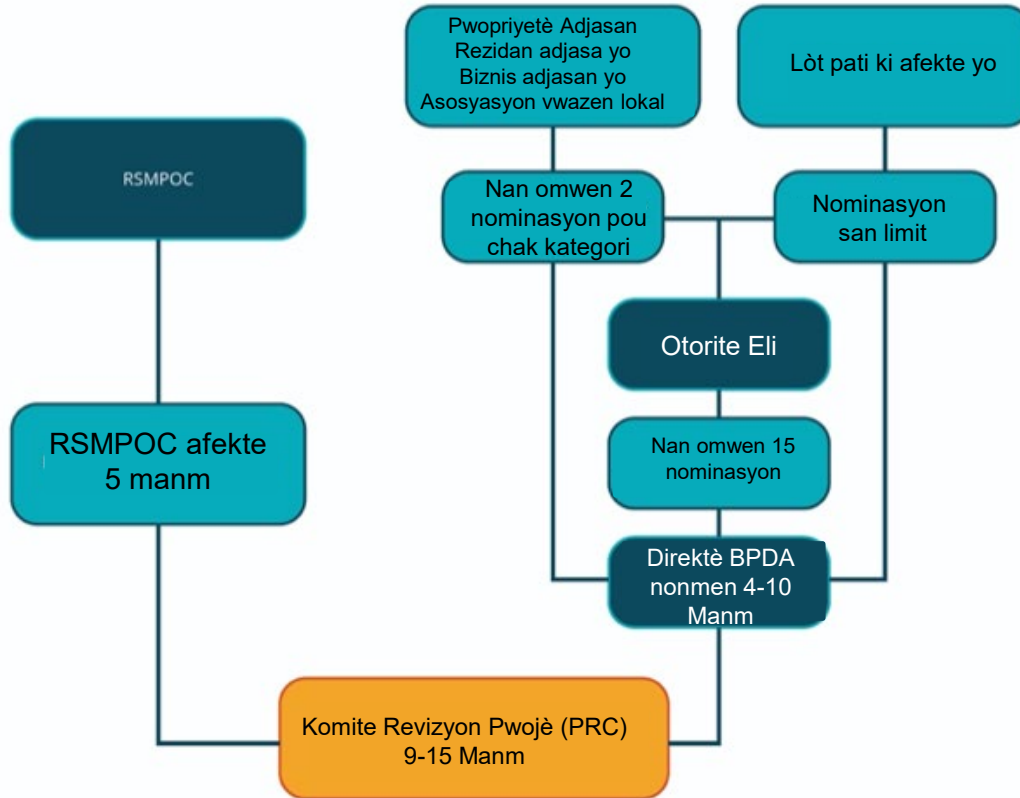 Pwopriyetè Adjasan
Rezidan adjasa yo
Biznis adjasan yo
Asosyasyon vwazen lokal
Lòt pati ki afekte yo
RSMPOC
Nan omwen 2
nominasyon pou
chak kategori
Nominasyon
san limit
Otorite Eli
RSMPOC afekte
5 manm
Nan omwen 15
nominasyon
Direktè BPDA
nonmen 4-10
Manm
Komite Revizyon Pwojè (PRC)
9-15 Manm